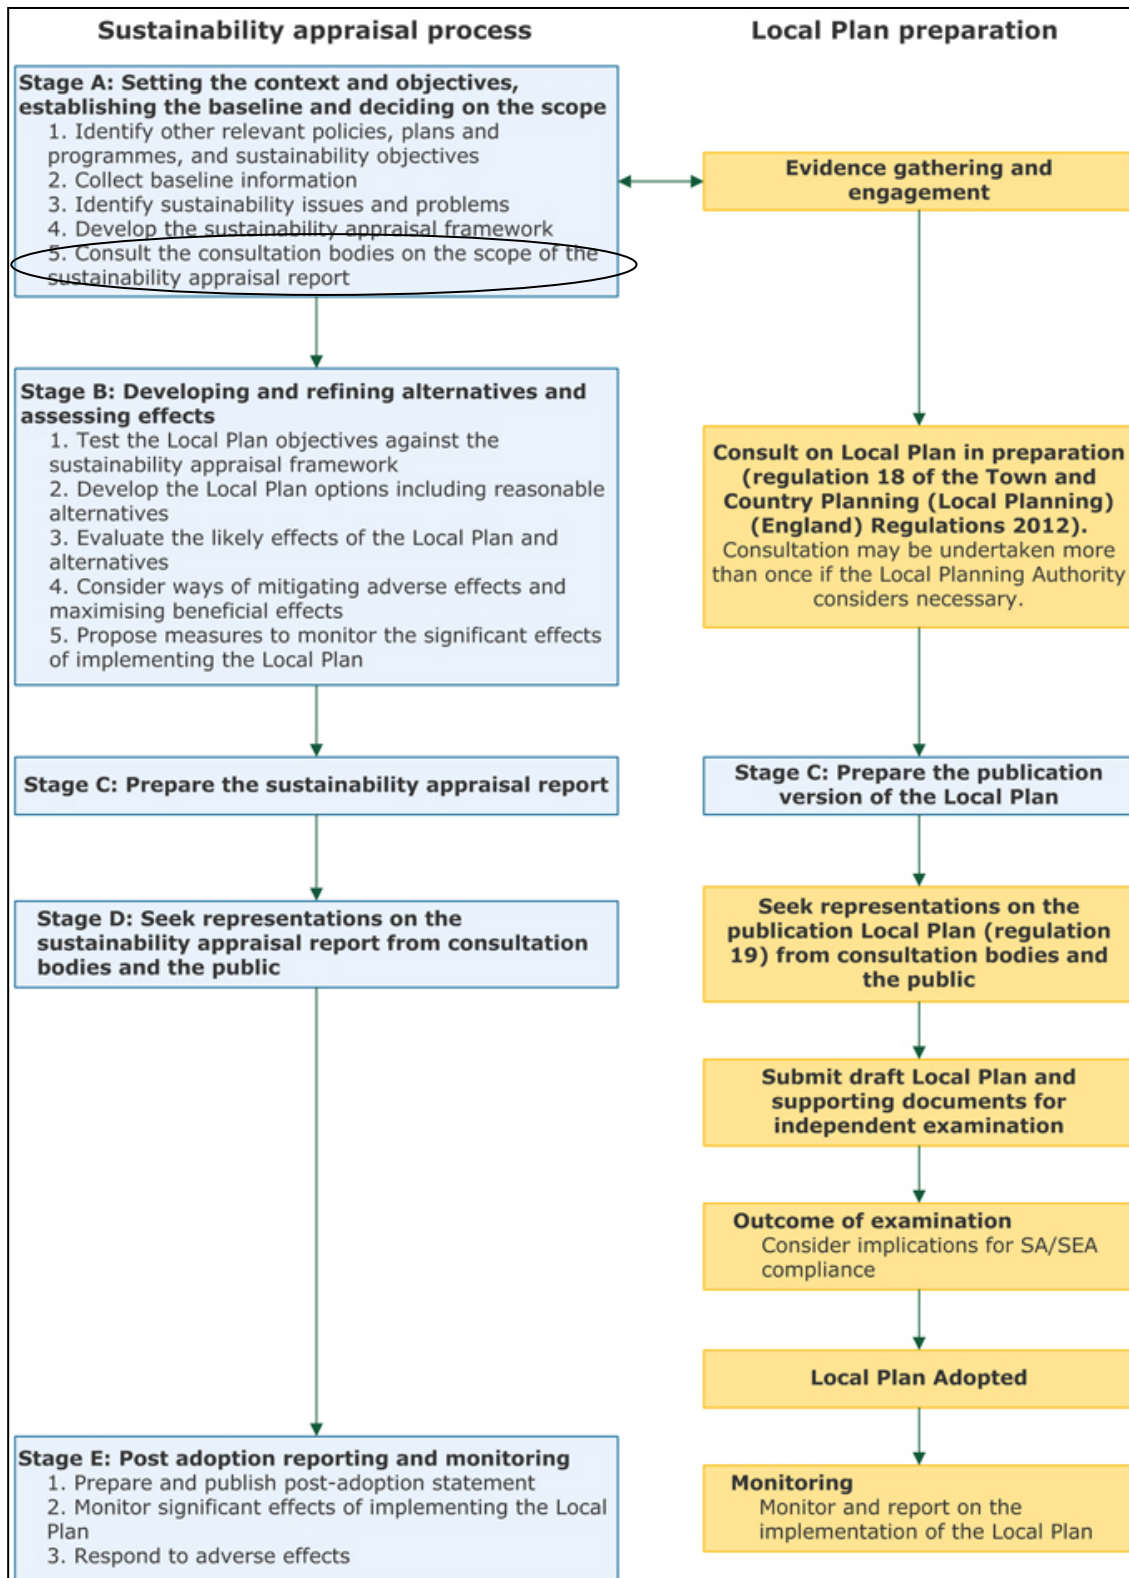 Sustainability appraisal process
Stage A: Setting the context and objectives,
establishing the baseline and deciding on the scope
1. Identify other relevant policies, plans and
programmes, and sustainability objectives
2. Collect baseline information
3. Identify sustainability issues and problems
4. Develop the sustainability appraisal framework
5. Consult the consultation bodies on the scope of the
sustainability appraisal report
Stage B: Developing and refining alternatives and
assessing effects
1. Test the Local Plan objectives against the
sustainability appraisal framework
2. Develop the Local Plan options including reasonable
alternatives
3. Evaluate the likely effects of the Local Plan and
alternatives
4. Consider ways of mitigating adverse effects and
maximising beneficial effects
5. Propose measures to monitor the significant effects
of implementing the Local Plan
Stage C: Prepare the sustainability appraisal report
Stage D: Seek representations on the
sustainability appraisal report from consultation
bodies and the public
Stage E: Post adoption reporting and monitoring
1. Prepare and publish post-adoption statement
2. Monitor significant effects of implementing the Local
Plan
3. Respond to adverse effects
Local Plan preparation
Evidence gathering and
engagement
Consult on Local Plan in preparation
(regulation 18 of the Town and
Country Planning (Local Planning)
(England) Regulations 2012).
Consultation may be undertaken more
than once if the Local Planning Authority
considers necessary.
Stage C: Prepare the publication
version of the Local Plan
Seek representations on the
publication Local Plan (regulation
19) from consultation bodies and
the public
Submit draft Local Plan and
supporting documents for
independent examination
Outcome of examination
Consider implications for SA/SEA
compliance
Local Plan Adopted
Monitoring
Monitor and report on the
implementation of the Local Plan